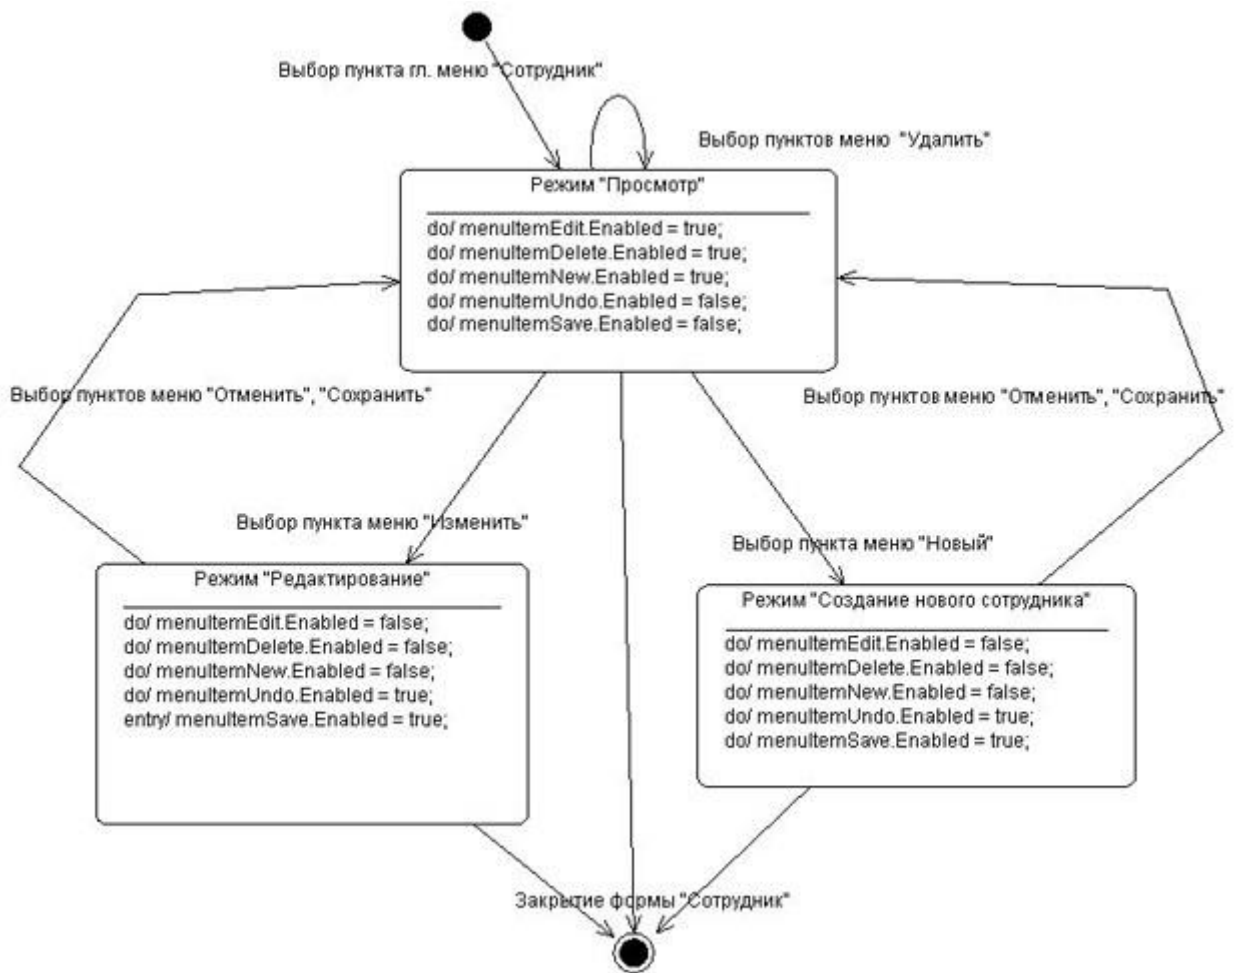 Выбор пункта гл. меню "Сотрудник"
Выбор пунктов меню "Удалить"
Режим "Просмотр"
do/ menuItemEdit.Enabled = true;
do/ menuItemDelete.Enabled = true;
do/ menuItemNew.Enabled = true;
do/ menuItemUndo.Enabled = false;
do/ menuItemSave.Enabled = false;
Выбор пунктов меню "Отменить", "Сохранить"
Выбор пунктов меню "Отменить", "Сохранить"
Выбор пункта меню "Изменить"
Выбор пункта меню "Новый"
Режим "Редактирование"
do/ menuItemEdit.Enabled = false;
do/ menuItemDelete.Enabled = false;
do/ menuItemNew.Enabled = false;
do/ menuItemUndo.Enabled = true;
entry/ menuItemSave.Enabled = true;
Режим "Создание нового сотрудника"
do/ menuItemEdit.Enabled = false;
do/ menuItemDelete.Enabled = false;
do/ menuItemNew.Enabled = false;
do/ menuItemUndo.Enabled = true;
do/ menuItemSave.Enabled = true;
Закрытие формы "Сотрудник"